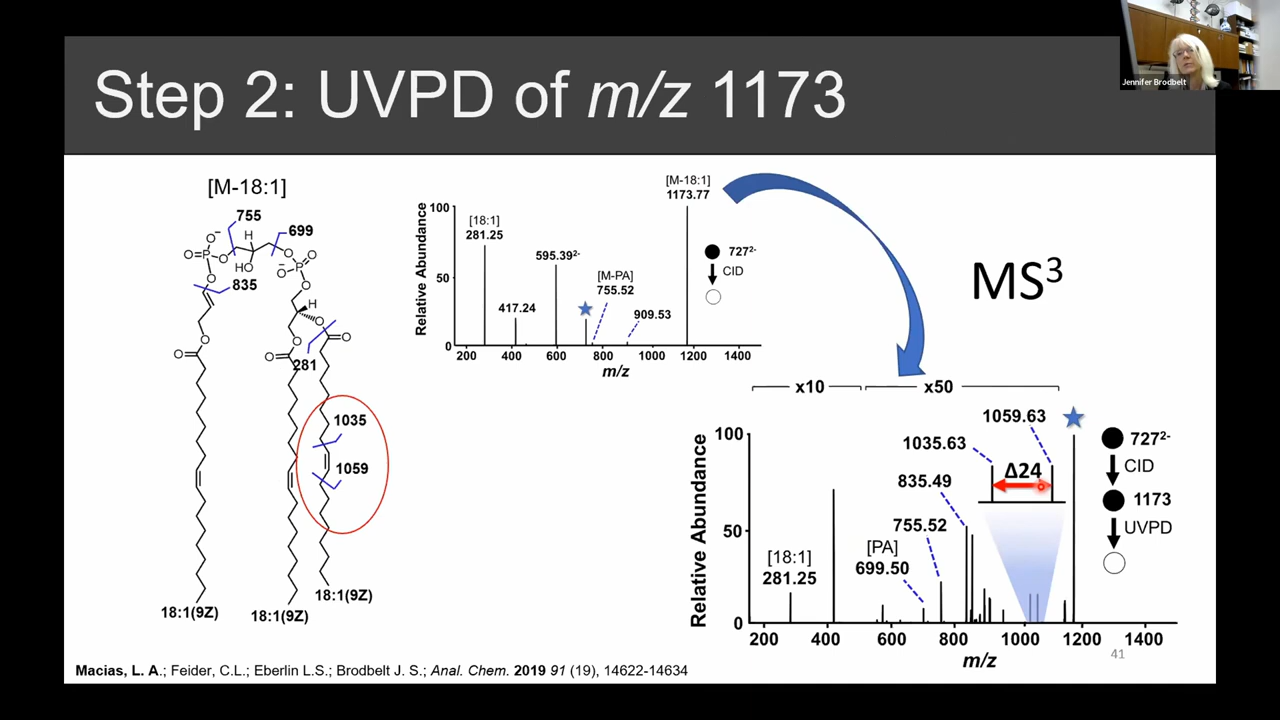 Jennifer Brodbelt
Step 2: UVPD of m/z 1173
[M-18:1]
755
699
O⁻
O=P
O
H
HO
O
P=O
⁻O
835
O
O
H
O
O
O
O
O
O
281
1035
1059
18:1(9Z)
18:1(9Z)
18:1(9Z)
Relative Abundance
100
50
0
[18:1]
281.25
417.24
595.39²⁻
[M-PA]
755.52
909.53
[M-18:1]
1173.77
200 400 600 800 1000 1200 1400
m/z
727²⁻
CID
MS³
x10
x50
Relative Abundance
100
50
0
[18:1]
281.25
[PA]
699.50
755.52
835.49
1035.63
1059.63
Δ24
200 400 600 800 1000 1200 1400
m/z
727²⁻
CID
1173
UVPD
41
Macias, L. A.; Feider, C.L.; Eberlin L.S.; Brodbelt J. S.; Anal. Chem. 2019 91 (19), 14622-14634